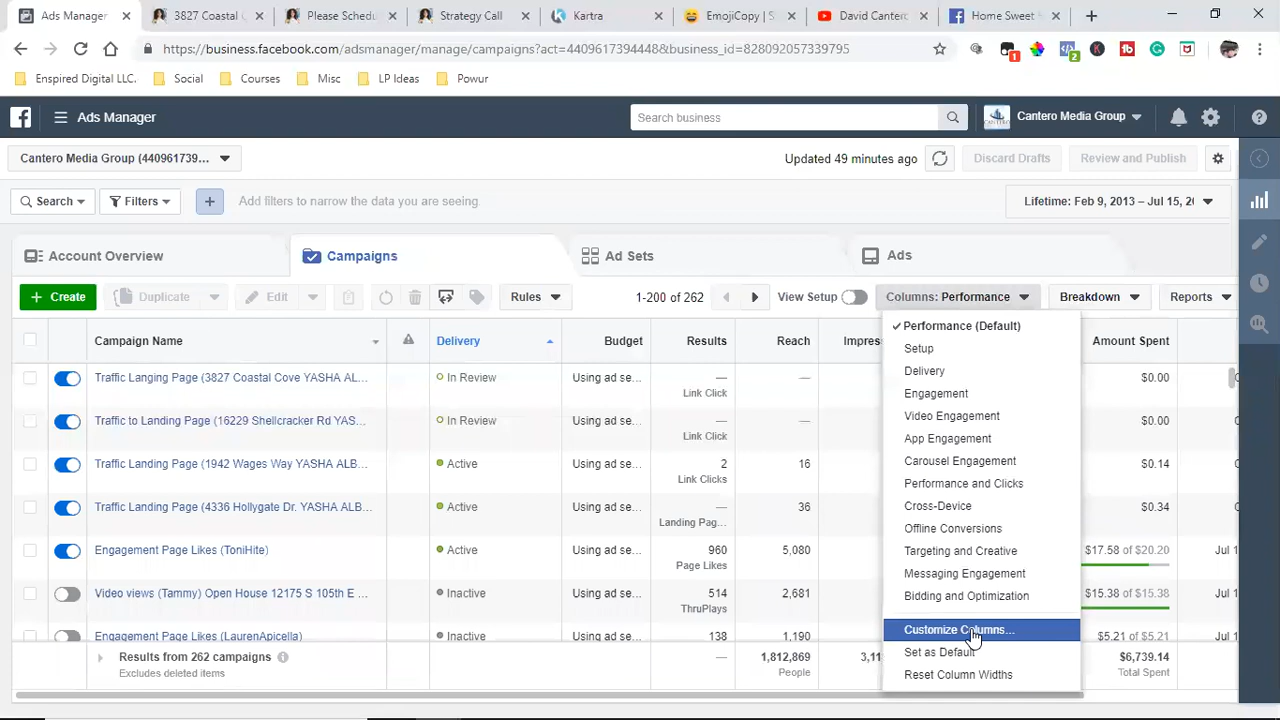 Ads Manager
3827 Coastal C
Please Schedu
Strategy Call
Kartra
EmojiCopy | S
David Canterc
Home Sweet H
https://business.facebook.com/adsmanager/manage/campaigns?act=4409617394448&business_id=828092057339795
1
2
Enspired Digital LLC.
Social
Courses
Misc
LP Ideas
Powur
Ads Manager
Search business
Cantero Media Group
Cantero Media Group (440961739...
Updated 49 minutes ago
Discard Drafts
Review and Publish
Search
Filters
Add filters to narrow the data you are seeing.
Lifetime: Feb 9, 2013 – Jul 15, 2
Account Overview
Campaigns
Ad Sets
Ads
+ Create
Duplicate
Edit
Rules
1-200 of 262
View Setup
Columns: Performance
Breakdown
Reports
Campaign Name
Delivery
Budget
Results
Reach
Impres
Amount Spent
Traffic Langing Page (3827 Coastal Cove YASHA AL...
In Review
Using ad se...
—
Link Click
—
$0.00
Traffic to Landing Page (16229 Shellcracker Rd YAS...
In Review
Using ad se...
—
Link Click
—
$0.00
Traffic Landing Page (1942 Wages Way YASHA ALB...
Active
Using ad se...
2
Link Clicks
16
$0.14
Traffic Landing Page (4336 Hollygate Dr. YASHA ALB...
Active
Using ad se...
—
Landing Pag...
36
$0.34
Engagement Page Likes (ToniHite)
Active
Using ad se...
960
Page Likes
5,080
$17.58 of $20.20
Jul 1
Video views (Tammy) Open House 12175 S 105th E ...
Inactive
Using ad se...
514
ThruPlays
2,681
$15.38 of $15.38
Jul 1
Engagement Page Likes (LaurenApicella)
Inactive
Using ad se...
138
1,190
$5.21 of $5.21
Jul 1
Results from 262 campaigns
Excludes deleted items
—
1,812,869
People
3,11
$6,739.14
Total Spent
Performance (Default)
Setup
Delivery
Engagement
Video Engagement
App Engagement
Carousel Engagement
Performance and Clicks
Cross-Device
Offline Conversions
Targeting and Creative
Messaging Engagement
Bidding and Optimization
Customize Columns...
Set as Default
Reset Column Widths